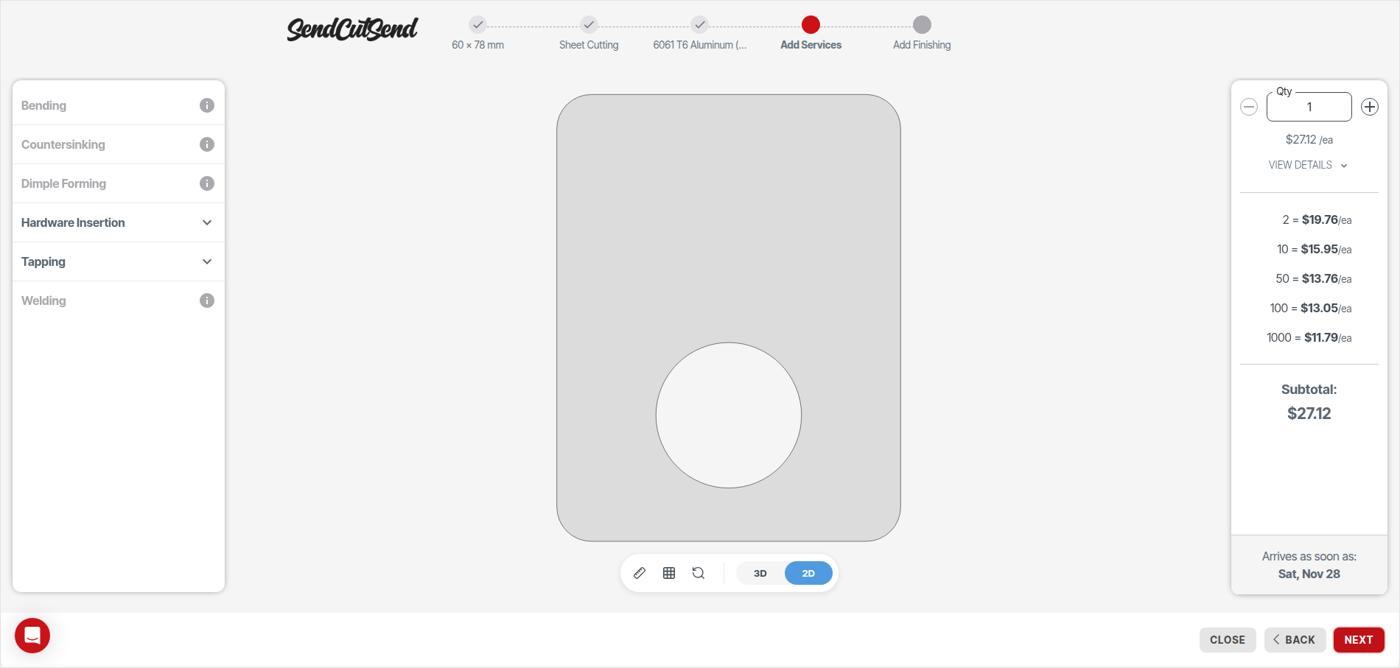 SendCutSend
60 × 78 mm
Sheet Cutting
6061 T6 Aluminum (...
Add Services
Add Finishing
Bending
Countersinking
Dimple Forming
Hardware Insertion
Tapping
Welding
Qty
1
$27.12 /ea
VIEW DETAILS
2 = $19.76/ea
10 = $15.95/ea
50 = $13.76/ea
100 = $13.05/ea
1000 = $11.79/ea
Subtotal:
$27.12
Arrives as soon as:
Sat, Nov 28
3D
2D
CLOSE
BACK
NEXT